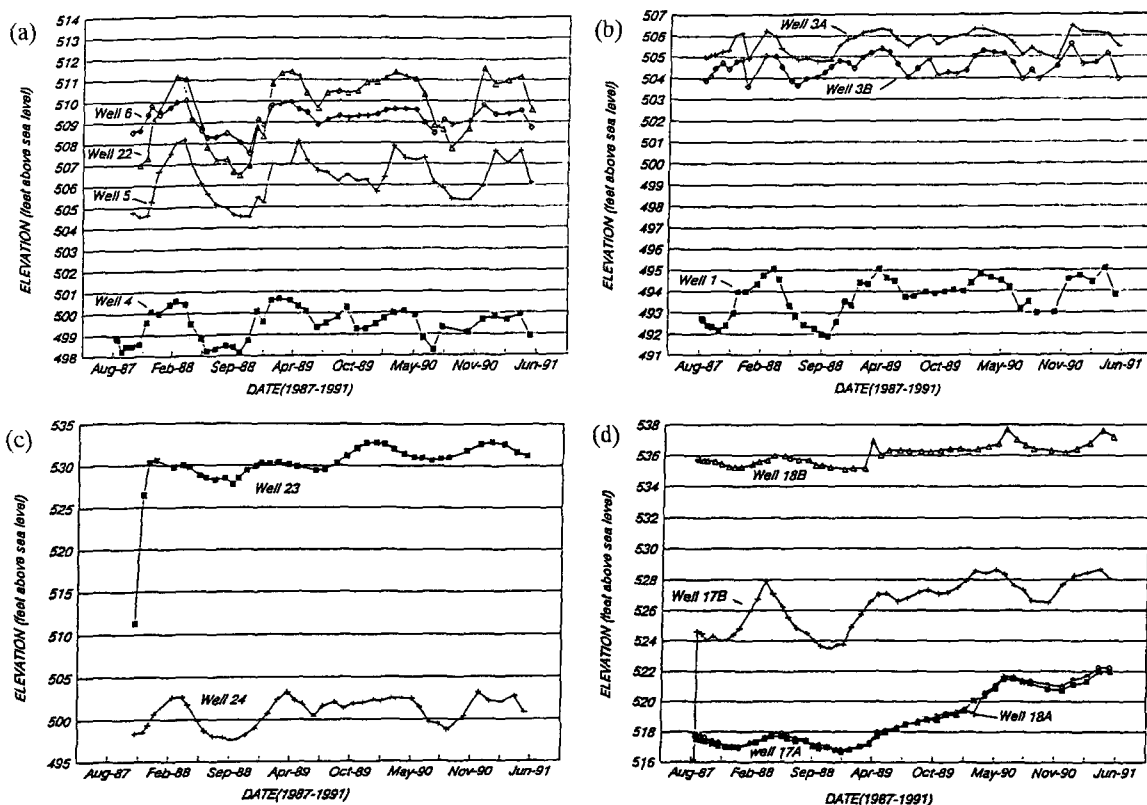 (a)
514
513
512
511
510
509
508
507
506
505
504
503
502
501
500
499
498
ELEVATION (feet above sea level)
Well 6
Well 22
Well 5
Well 4
Aug-87 Feb-88 Sep-88 Apr-89 Oct-89 May-90 Nov-90 Jun-91
DATE(1987-1991)
(b)
507
506
505
504
503
502
501
500
499
498
497
496
495
494
493
492
491
ELEVATION (feet above sea level)
Well 3A
Well 3B
Well 1
Aug-87 Feb-88 Sep-88 Apr-89 Oct-89 May-90 Nov-90 Jun-91
DATE(1987-1991)
(c)
535
530
525
520
515
510
505
500
495
ELEVATION (feet above sea level)
Well 23
Well 24
Aug-87 Feb-88 Sep-88 Apr-89 Oct-89 May-90 Nov-90 Jun-91
DATE(1987-1991)
(d)
538
536
534
532
530
528
526
524
522
520
518
516
ELEVATION (feet above sea level)
Well 18B
Well 17B
Well 18A
well 17A
Aug-87 Feb-88 Sep-88 Apr-89 Oct-89 May-90 Nov-90 Jun-91
DATE(1987-1991)